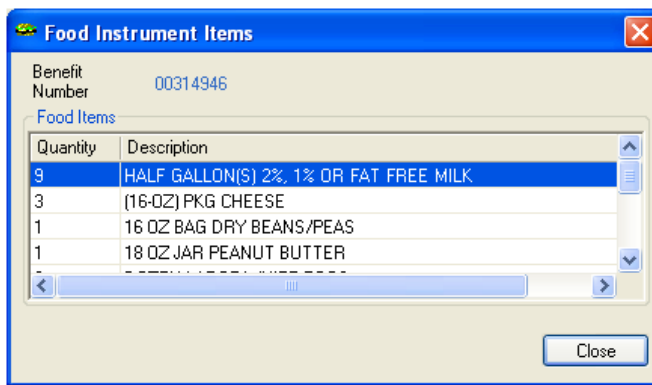 Food Instrument Items
Benefit
Number
00314946
Food Items
Quantity Description
9 HALF GALLON(S) 2%, 1% OR FAT FREE MILK
3 (16-OZ) PKG CHEESE
1 16 OZ BAG DRY BEANS/PEAS
1 18 OZ JAR PEANUT BUTTER
Close